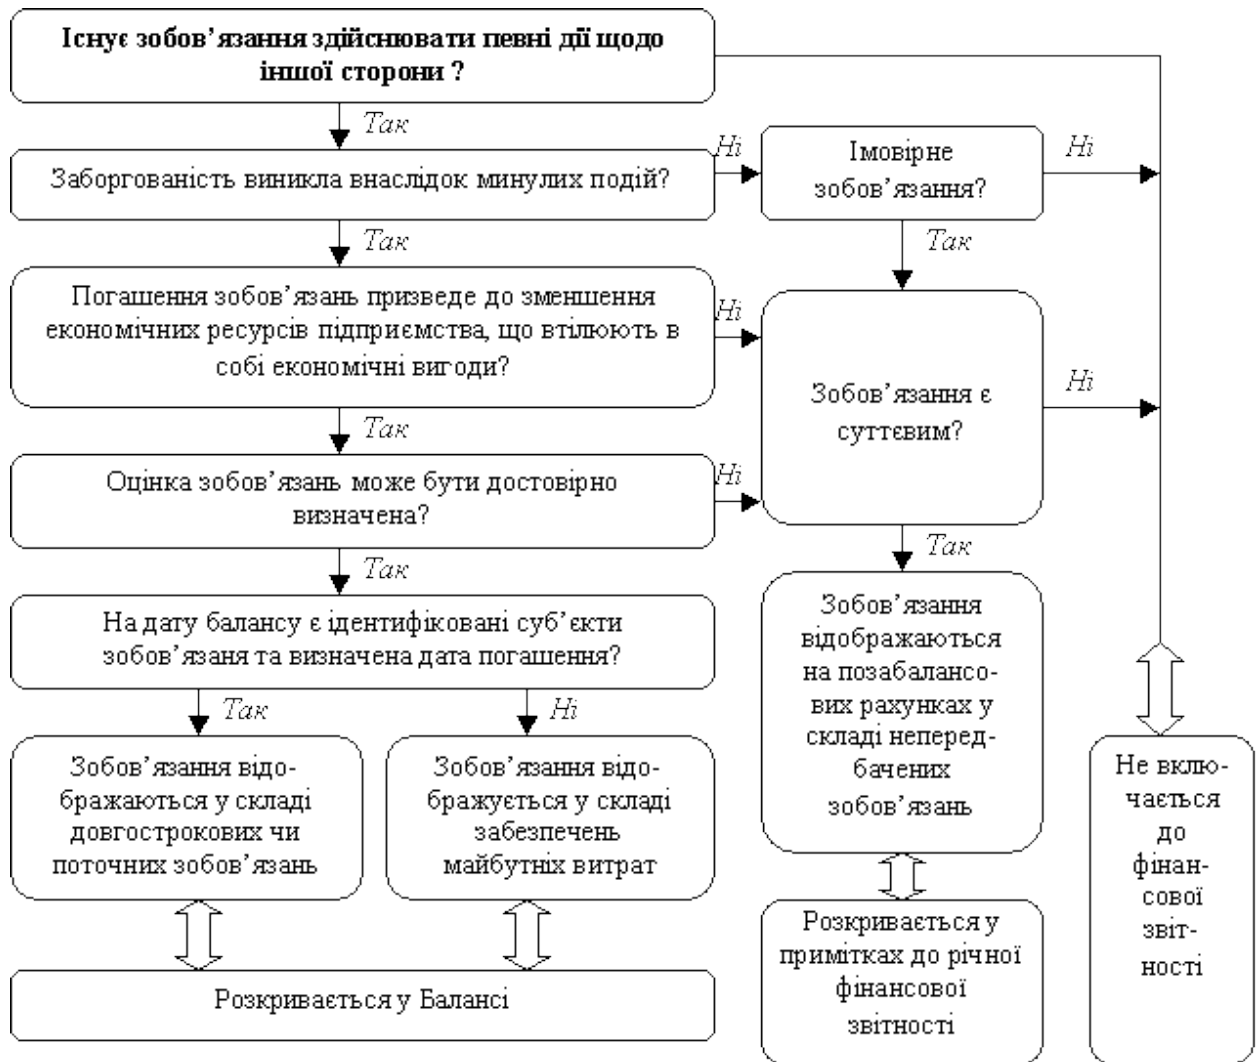 Існує зобов’язання здійснювати певні дії щодо
іншої сторони ?
Так
Заборгованість виникла внаслідок минулих подій?
Ні
Імовірне
зобов’язання?
Ні
Так
Так
Погашення зобов’язань призведе до зменшення
економічних ресурсів підприємства, що втілюють в
собі економічні вигоди?
Ні
Зобов’язання є
суттєвим?
Ні
Так
Оцінка зобов’язань може бути достовірно
визначена?
Ні
Так
Так
На дату балансу є ідентифіковані суб’єкти
зобов’язаня та визначена дата погашення?
Так
Ні
Зобов’язання відо-
бражаються у складі
довгострокових чи
поточних зобов’язань
Зобов’язання відо-
бражується у складі
забезпечень
майбутніх витрат
Зобов’язання
відображаються
на позабалансо-
вих рахунках у
складі неперед-
бачених
зобов’язань
Не вклю-
чається
до
фінан-
сової
звіт-
ності
Розкривається у Балансі
Розкривається у
примітках до річної
фінансової
звітності